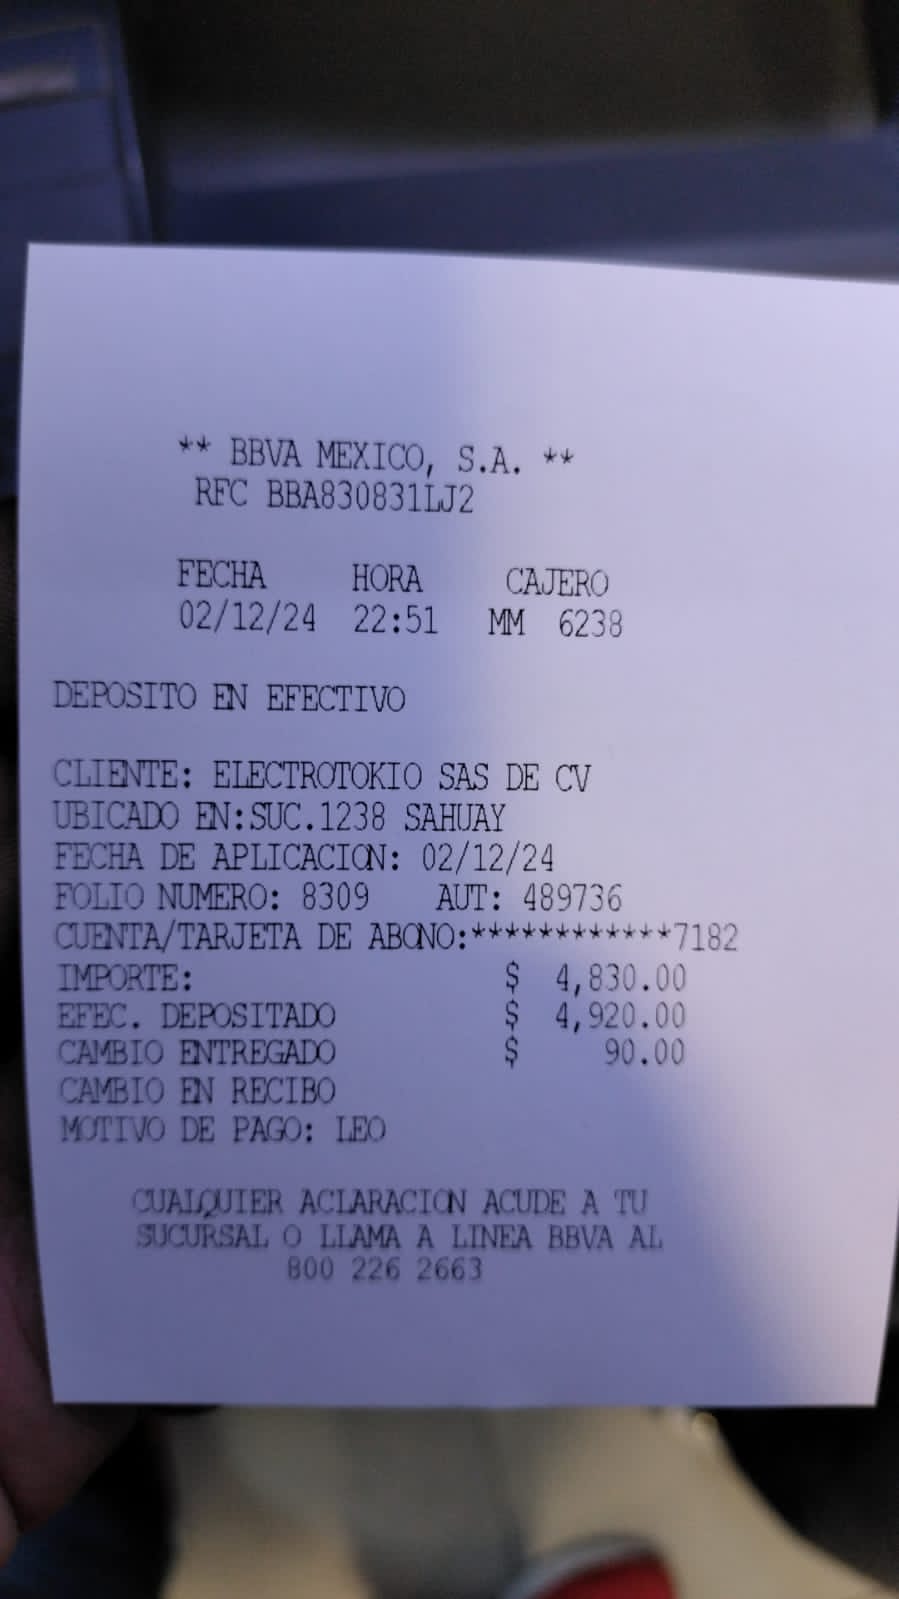 ** BBVA MEXICO, S.A. **
RFC BBA830831LJ2
FECHA HORA CAJERO
02/12/24 22:51 MM 6238
DEPOSITO EN EFECTIVO
CLIENTE: ELECTROTOKIO SAS DE CV
UBICADO EN:SUC.1238 SAHUAY
FECHA DE APLICACION: 02/12/24
FOLIO NUMERO: 8309 AUT: 489736
CUENTA/TARJETA DE ABONO:************7182
IMPORTE: $ 4,830.00
EFEC. DEPOSITADO $ 4,920.00
CAMBIO ENTREGADO $ 90.00
CAMBIO EN RECIBO
MOTIVO DE PAGO: LEO
CUALQUIER ACLARACION ACUDE A TU
SUCURSAL O LLAMA A LINEA BBVA AL
800 226 2663